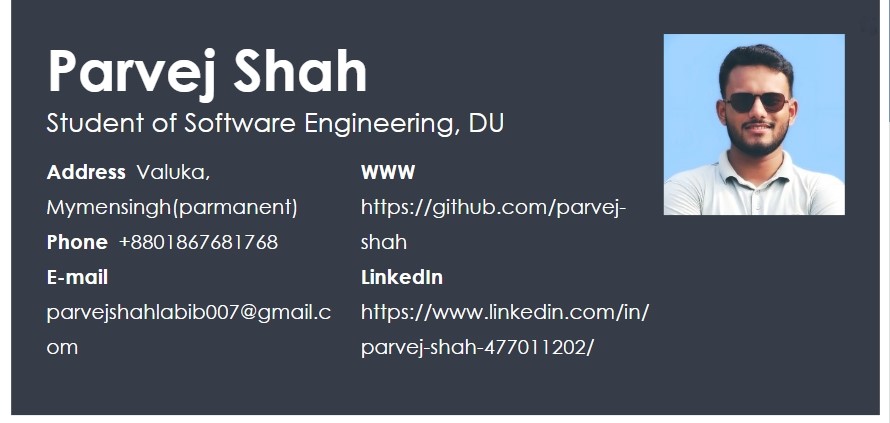 Parvej Shah
Student of Software Engineering, DU
Address Valuka,
Mymensingh(parmanent)
Phone +8801867681768
E-mail
parvejshahlabib007@gmail.c
om
WWW
https://github.com/parvej-
shah
LinkedIn
https://www.linkedin.com/in/
parvej-shah-477011202/